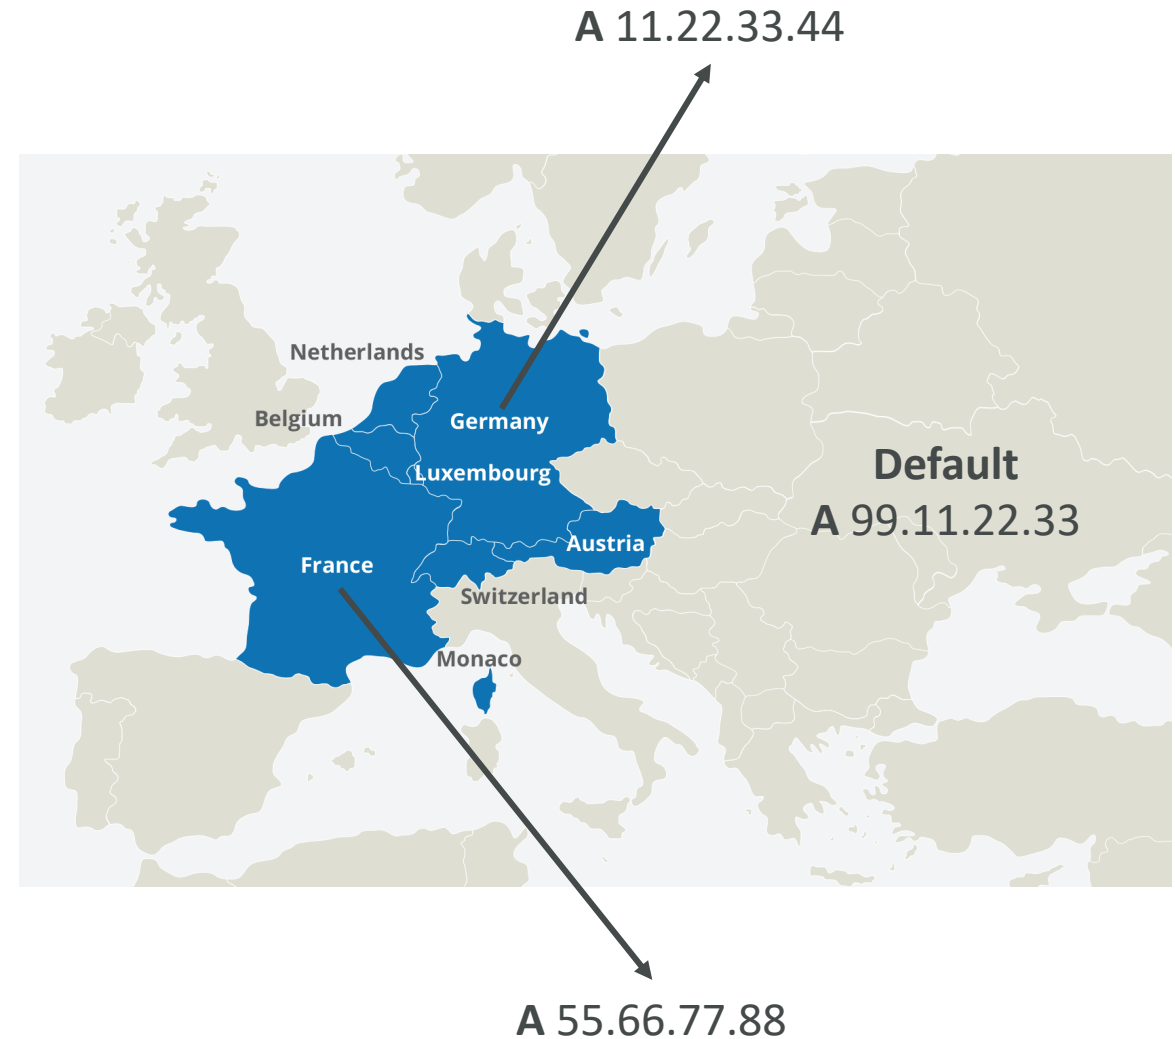 A 11.22.33.44
Netherlands
Belgium
Germany
Luxembourg
Default
A 99.11.22.33
Austria
France
Switzerland
Monaco
A 55.66.77.88